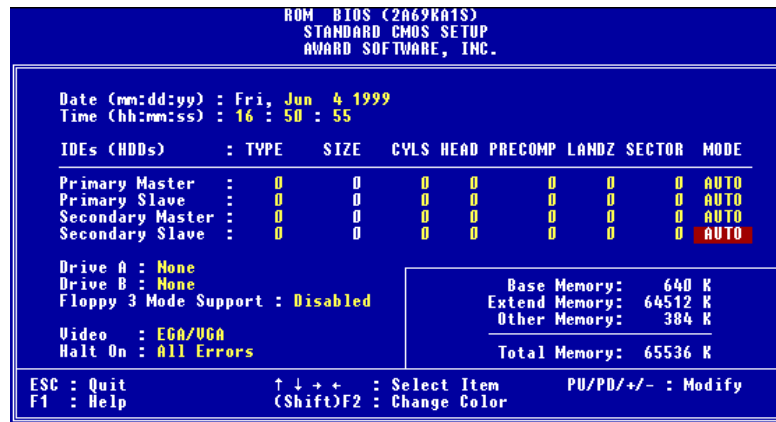 ROM BIOS (2A69KA1S)
STANDARD CMOS SETUP
AWARD SOFTWARE, INC.
Date (mm:dd:yy) : Fri, Jun 4 1999
Time (hh:mm:ss) : 16 : 50 : 55
IDEs (HDDs) : TYPE SIZE CYLS HEAD PRECOMP LANDZ SECTOR MODE
Primary Master : 0 0 0 0 0 0 0 AUTO
Primary Slave : 0 0 0 0 0 0 0 AUTO
Secondary Master : 0 0 0 0 0 0 0 AUTO
Secondary Slave : 0 0 0 0 0 0 0 AUTO
Drive A : None
Drive B : None
Floppy 3 Mode Support : Disabled
Video : EGA/VGA
Halt On : All Errors
Base Memory: 640 K
Extend Memory: 64512 K
Other Memory: 384 K
Total Memory: 65536 K
ESC : Quit ↑ ↓ → ← : Select Item PU/PD/+/- : Modify
F1 : Help (Shift)F2 : Change Color